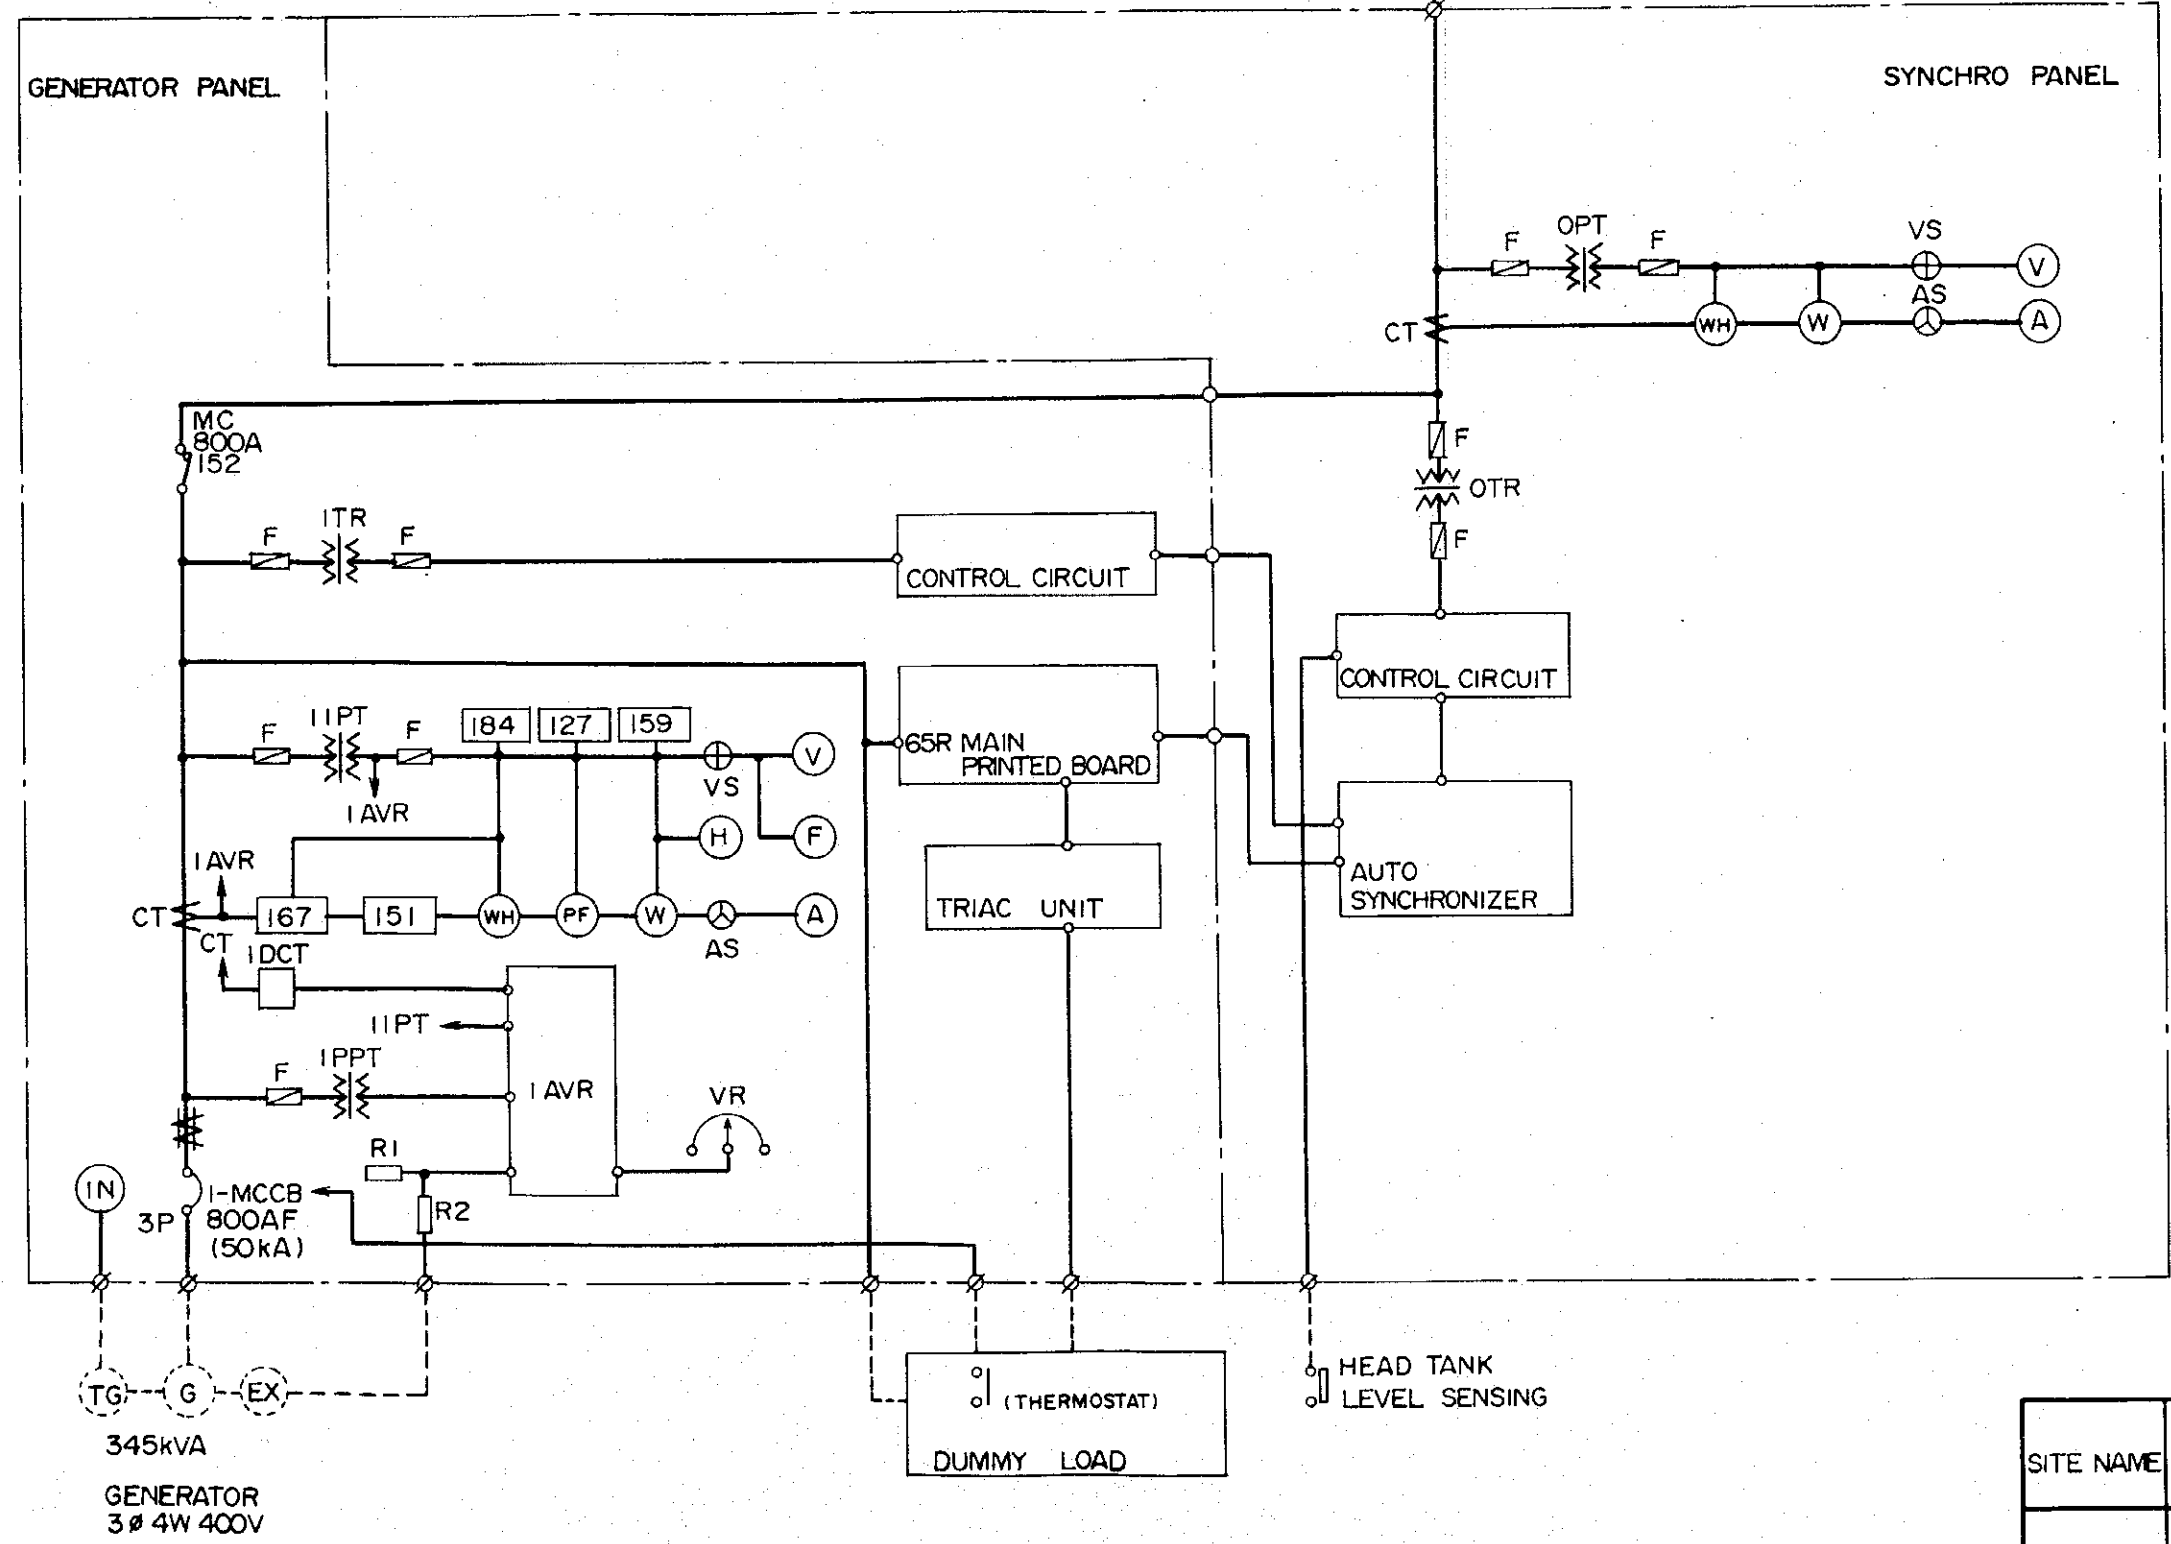 GENERATOR PANEL
SYNCHRO PANEL
F
OPT
F
VS
V
CT
WH
W
AS
A
MC
800A
152
F
OTR
F
F
1TR
F
CONTROL CIRCUIT
CONTROL CIRCUIT
F
11PT
F
184
127
159
VS
V
1AVR
H
F
65R MAIN
PRINTED BOARD
TRIAC UNIT
AUTO
SYNCHRONIZER
1AVR
CT
167
151
WH
PF
W
AS
A
CT
1DCT
11PT
F
1PPT
1AVR
VR
R1
R2
1N
3P
1-MCCB
800AF
(50kA)
TG
G
EX
345kVA
GENERATOR
3ø 4W 400V
(THERMOSTAT)
DUMMY LOAD
HEAD TANK
LEVEL SENSING
SITE NAME